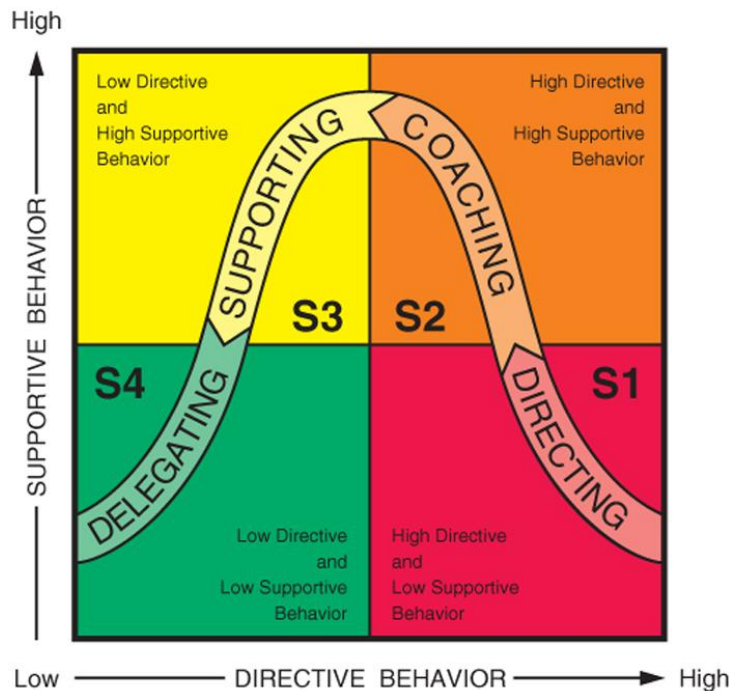 High
Low Directive
and
High Supportive
Behavior
High Directive
and
High Supportive
Behavior
SUPPORTING
COACHING
S3
S2
SUPPORTIVE BEHAVIOR
S4
S1
DELEGATING
DIRECTING
Low Directive
and
Low Supportive
Behavior
High Directive
and
Low Supportive
Behavior
Low
DIRECTIVE BEHAVIOR
High